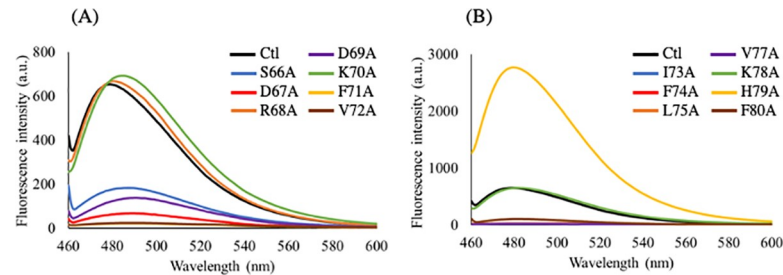 (A)
(B)
Fluorescence intensity (a.u.)
800
600
400
200
0
Ctl
D69A
S66A
K70A
D67A
F71A
R68A
V72A
460 480 500 520 540 560 580 600
Wavelength (nm)
Fluorescence intensity (a.u.)
3000
2000
1000
0
Ctl
V77A
I73A
K78A
F74A
H79A
L75A
F80A
460 480 500 520 540 560 580 600
Wavelength (nm)